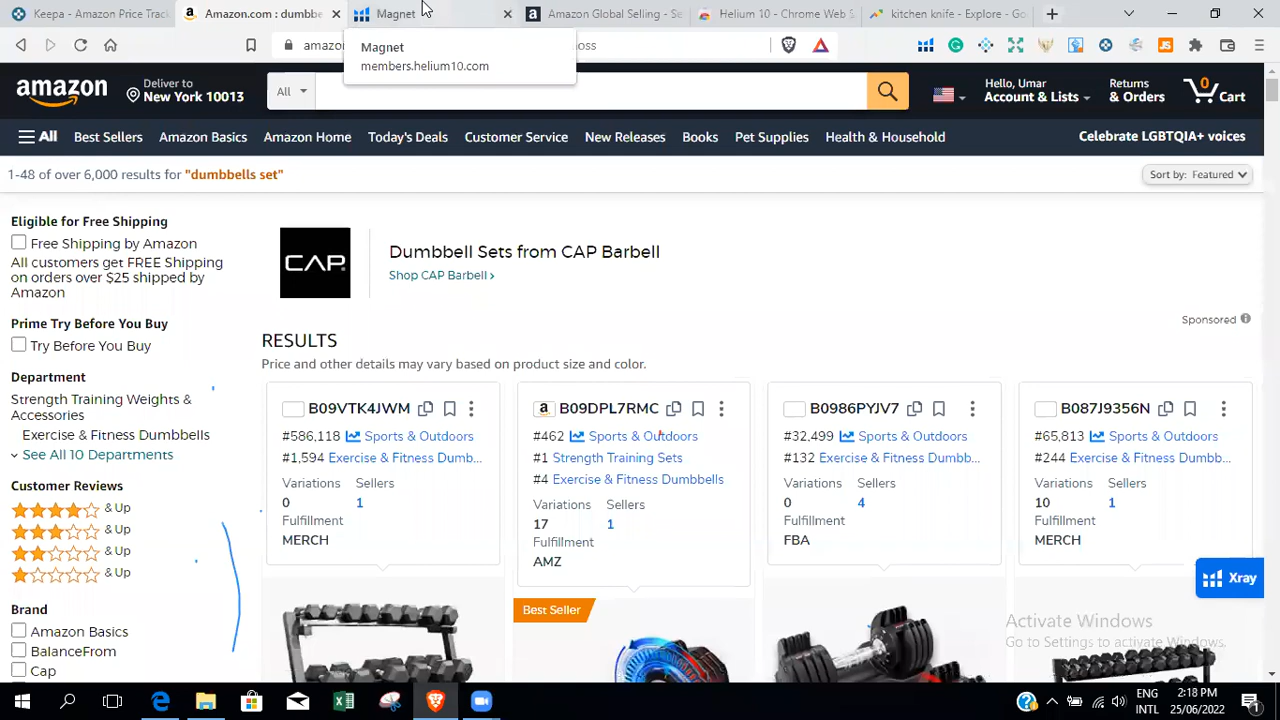 Keepa - Amazon Price Track
Amazon.com : dumbbe
Magnet
Amazon Global Selling - Se
Helium 10 - Chrome Web S
kitchen knife - Explore - Go
Magnet
members.helium10.com
amazo
oss
amazon
Deliver to
New York 10013
All
Hello, Umar
Account & Lists
Returns
& Orders
0
Cart
All
Best Sellers
Amazon Basics
Amazon Home
Today's Deals
Customer Service
New Releases
Books
Pet Supplies
Health & Household
Celebrate LGBTQIA+ voices
1-48 of over 6,000 results for "dumbbells set"
Sort by: Featured
Eligible for Free Shipping
Free Shipping by Amazon
All customers get FREE Shipping
on orders over $25 shipped by
Amazon
Prime Try Before You Buy
Try Before You Buy
Department
Strength Training Weights &
Accessories
Exercise & Fitness Dumbbells
See All 10 Departments
Customer Reviews
& Up
& Up
& Up
& Up
Brand
Amazon Basics
BalanceFrom
Cap
CAP
Dumbbell Sets from CAP Barbell
Shop CAP Barbell ›
Sponsored
RESULTS
Price and other details may vary based on product size and color.
B09VTK4JWM
#586,118 Sports & Outdoors
#1,594 Exercise & Fitness Dumb...
Variations Sellers
0 1
Fulfillment
MERCH
B09DPL7RMC
#462 Sports & Outdoors
#1 Strength Training Sets
#4 Exercise & Fitness Dumbbells
Variations Sellers
17 1
Fulfillment
AMZ
Best Seller
B0986PYJV7
#32,499 Sports & Outdoors
#132 Exercise & Fitness Dumbb...
Variations Sellers
0 4
Fulfillment
FBA
B087J9356N
#65,813 Sports & Outdoors
#244 Exercise & Fitness Dumbb...
Variations Sellers
10 1
Fulfillment
MERCH
Xray
Activate Windows
Go to Settings to activate Windows.
ENG
INTL
2:18 PM
25/06/2022
1